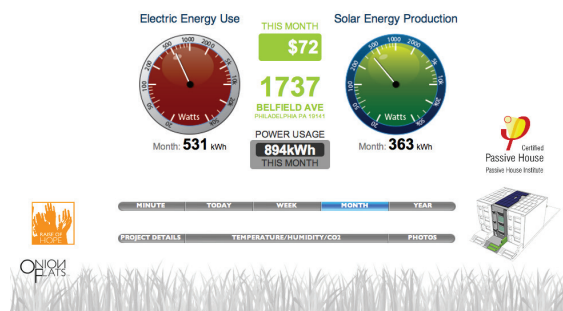 Electric Energy Use
THIS MONTH
Solar Energy Production
$72
Watts
1737
BELFIELD AVE
PHILADELPHIA PA 19141
Watts
Month: 531 kWh
POWER USAGE
894kWh
THIS MONTH
Month: 363 kWh
Certified
Passive House
Passive House Institute
MINUTE
TODAY
WEEK
MONTH
YEAR
PROJECT DETAILS
TEMPERATURE/HUMIDITY/CO2
PHOTOS
HOPE
ONION
FLATS